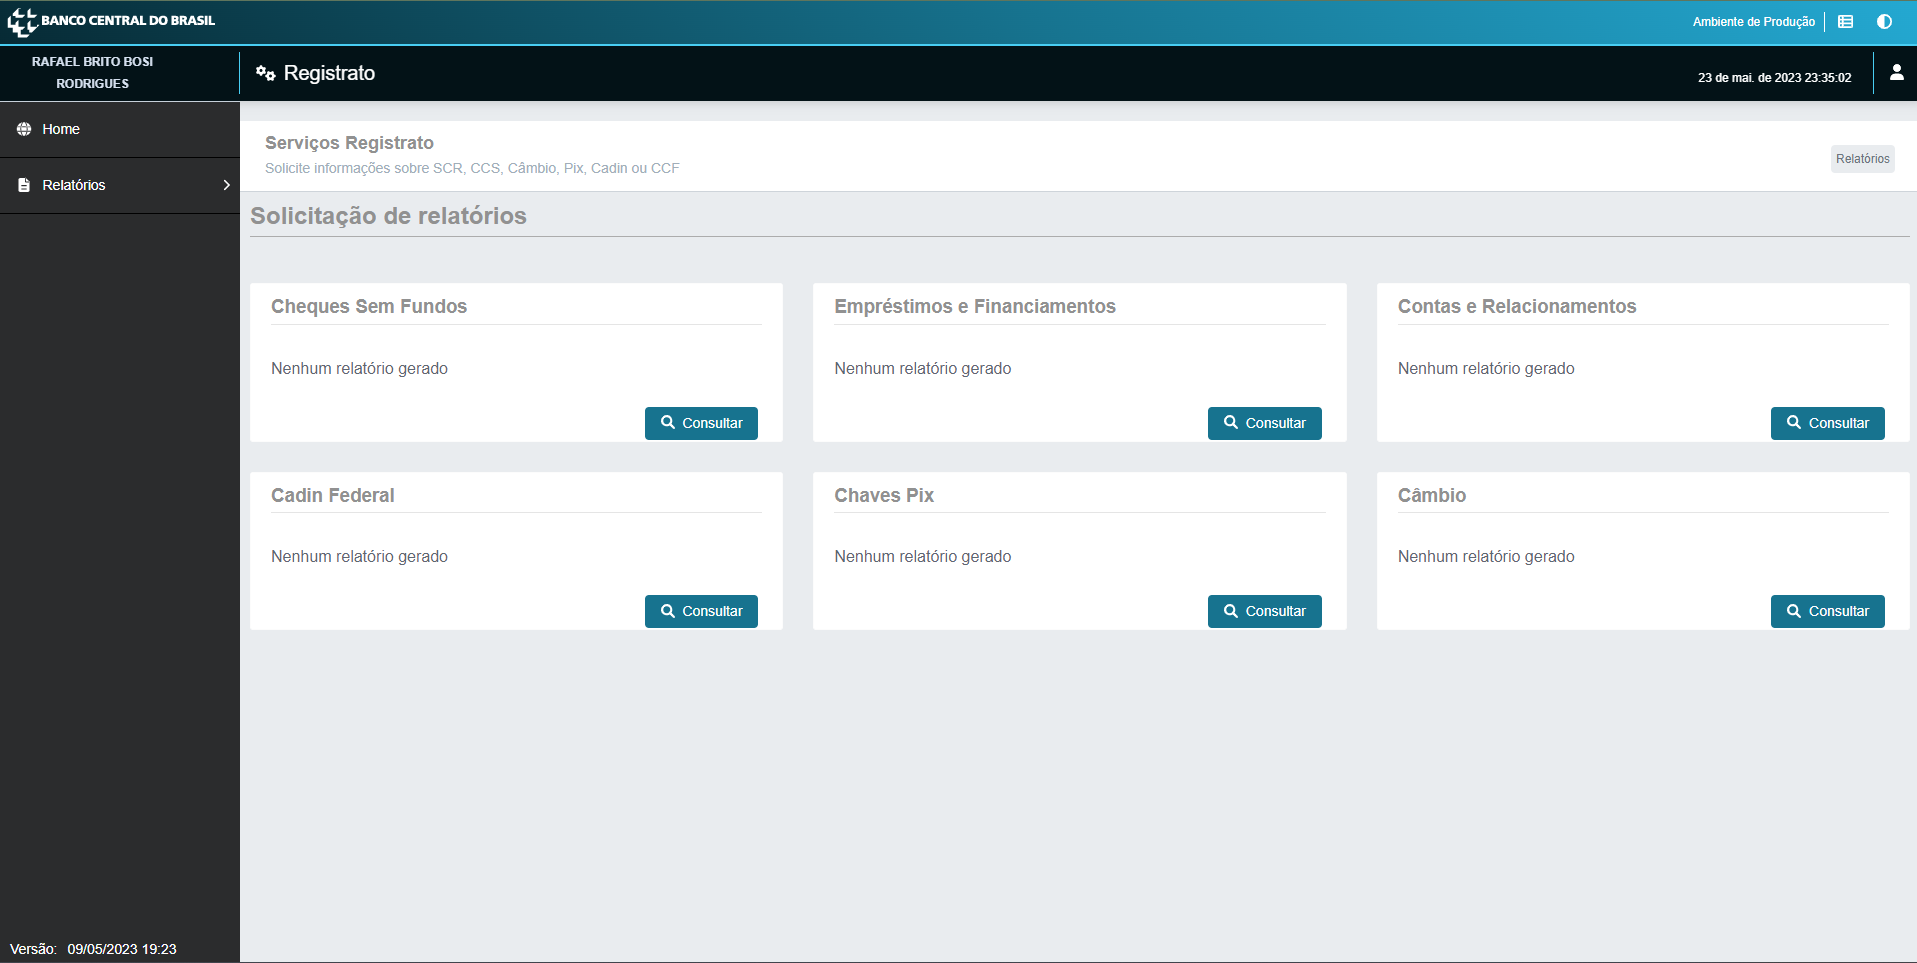 BANCO CENTRAL DO BRASIL
Ambiente de Produção
RAFAEL BRITO BOSI
RODRIGUES
Registrato
23 de mai. de 2023 23:35:02
Home
Relatórios
Serviços Registrato
Solicite informações sobre SCR, CCS, Câmbio, Pix, Cadin ou CCF
Relatórios
Solicitação de relatórios
Cheques Sem Fundos
Nenhum relatório gerado
Consultar
Empréstimos e Financiamentos
Nenhum relatório gerado
Consultar
Contas e Relacionamentos
Nenhum relatório gerado
Consultar
Cadin Federal
Nenhum relatório gerado
Consultar
Chaves Pix
Nenhum relatório gerado
Consultar
Câmbio
Nenhum relatório gerado
Consultar
Versão: 09/05/2023 19:23